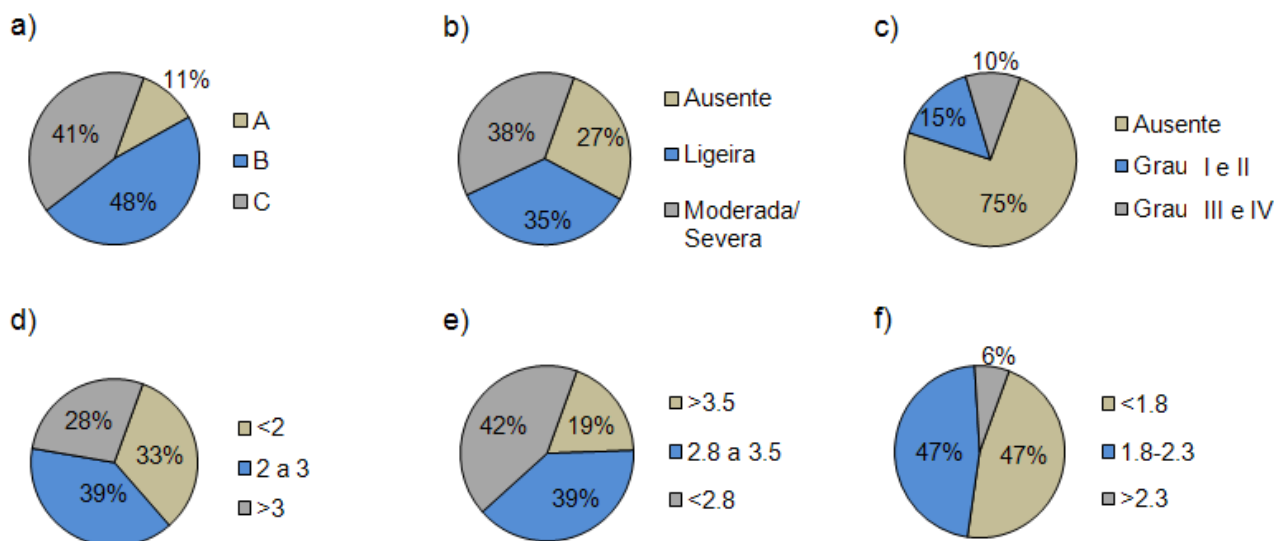 a)
11%
41%
48%
A
B
C
b)
38%
27%
35%
Ausente
Ligeira
Moderada/
Severa
c)
10%
15%
75%
Ausente
Grau I e II
Grau III e IV
d)
28%
33%
39%
<2
2 a 3
>3
e)
42%
19%
39%
>3.5
2.8 a 3.5
<2.8
f)
6%
47%
47%
<1.8
1.8-2.3
>2.3